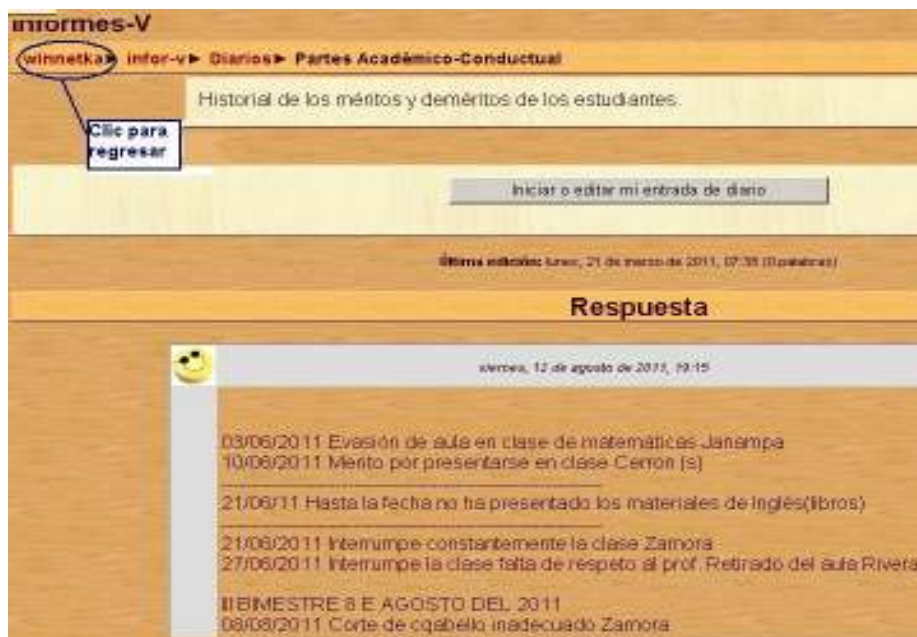 Informes-V
winnetka► infor-v► Diarios► Partes Académico-Conductual
Historial de los méritos y deméritos de los estudiantes.
Clic para
regresar
Iniciar o editar mi entrada de diario
Última edición: lunes, 21 de marzo de 2011, 07:35 (0 palabras)
Respuesta
viernes, 12 de agosto de 2011, 19:15
03/06/2011 Evasión de aula en clase de matemáticas Janampa
10/06/2011 Merito por presentarse en clase Cerron (s)
21/06/11 Hasta la fecha no ha presentado los materiales de Inglés(libros)
21/06/2011 Interrumpe constantemente la clase Zamora
27/06/2011 Interrumpe la clase falta de respeto al prof. Retirado del aula Rivera
BIMESTRE 8 E AGOSTO DEL 2011
08/08/2011 Corte de cqabello inadecuado Zamora